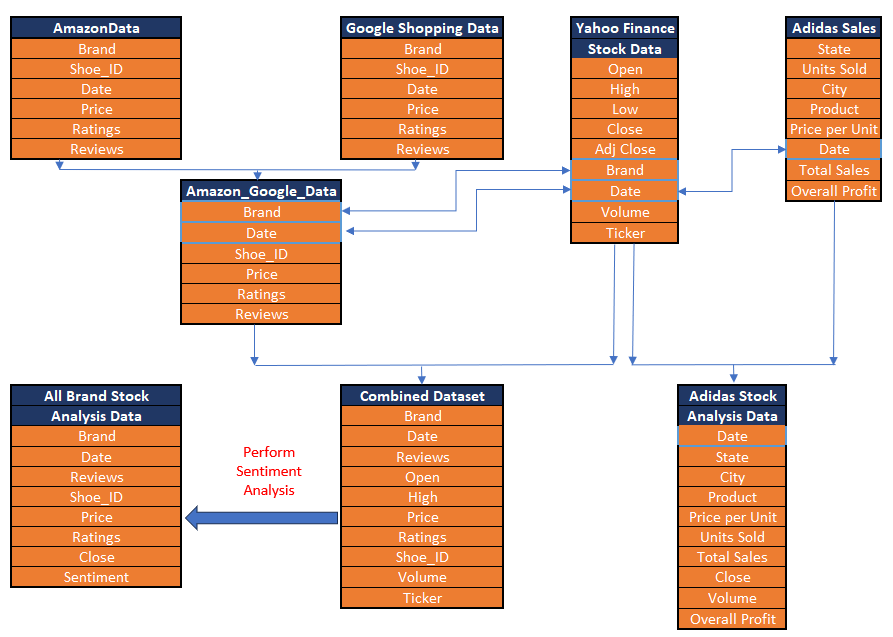 AmazonData
Brand
Shoe_ID
Date
Price
Ratings
Reviews
Google Shopping Data
Brand
Shoe_ID
Date
Price
Ratings
Reviews
Yahoo Finance
Stock Data
Open
High
Low
Close
Adj Close
Brand
Date
Volume
Ticker
Adidas Sales
State
Units Sold
City
Product
Price per Unit
Date
Total Sales
Overall Profit
Amazon_Google_Data
Brand
Date
Shoe_ID
Price
Ratings
Reviews
All Brand Stock
Analysis Data
Brand
Date
Reviews
Shoe_ID
Price
Ratings
Close
Sentiment
Perform
Sentiment
Analysis
Combined Dataset
Brand
Date
Reviews
Open
High
Price
Ratings
Shoe_ID
Volume
Ticker
Adidas Stock
Analysis Data
Date
State
City
Product
Price per Unit
Units Sold
Total Sales
Close
Volume
Overall Profit